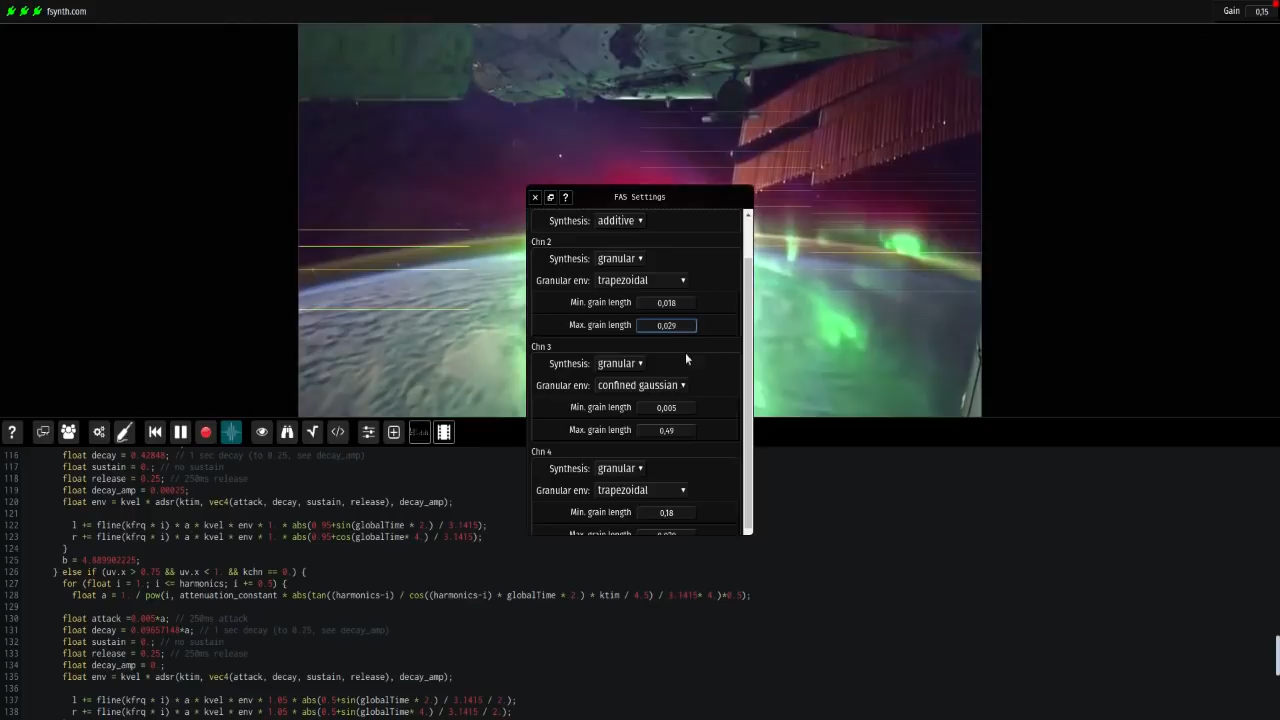 fsynth.com
Gain 0,15
FAS Settings
Synthesis: additive
Chn 2
Synthesis: granular
Granular env: trapezoidal
Min. grain length 0,018
Max. grain length 0,029
Chn 3
Synthesis: granular
Granular env: confined gaussian
Min. grain length 0,005
Max. grain length 0,49
Chn 4
Synthesis: granular
Granular env: trapezoidal
Min. grain length 0,18
Max. grain length
116 float decay = 0.42848; // 1 sec decay (to 0.25, see decay_amp)
117 float sustain = 0.; // no sustain
118 float release = 0.25; // 250ms release
119 float decay_amp = 0.00025;
120 float env = kvel * adsr(ktim, vec4(attack, decay, sustain, release), decay_amp);
121
122 l += fline(kfrq * i) * a * kvel * env * 1. * abs(0.95+sin(globalTime * 2.) / 3.1415);
123 r += fline(kfrq * i) * a * kvel * env * 1. * abs(0.95+cos(globalTime* 4.) / 3.1415);
124 }
125 b = 4.889902225;
126 } else if (uv.x > 0.75 && uv.x < 1. && kchn == 0.) {
127 for (float i = 1.; i <= harmonics; i += 0.5) {
128 float a = 1. / pow(i, attenuation_constant * abs(tan((harmonics-i) / cos((harmonics-i) * globalTime * 2.) * ktim / 4.5) / 3.1415* 4.)*0.5);
129
130 float attack =0.005*a; // 250ms attack
131 float decay = 0.09657148*a; // 1 sec decay (to 0.25, see decay_amp)
132 float sustain = 0.; // no sustain
133 float release = 0.25; // 250ms release
134 float decay_amp = 0.;
135 float env = kvel * adsr(ktim, vec4(attack, decay, sustain, release), decay_amp);
136
137 l += fline(kfrq * i) * a * kvel * env * 1.05 * abs(0.5+sin(globalTime * 2.) / 3.1415 / 2.);
138 r += fline(kfrq * i) * a * kvel * env * 1.05 * abs(0.5+sin(globalTime* 4.) / 3.1415 / 2.);